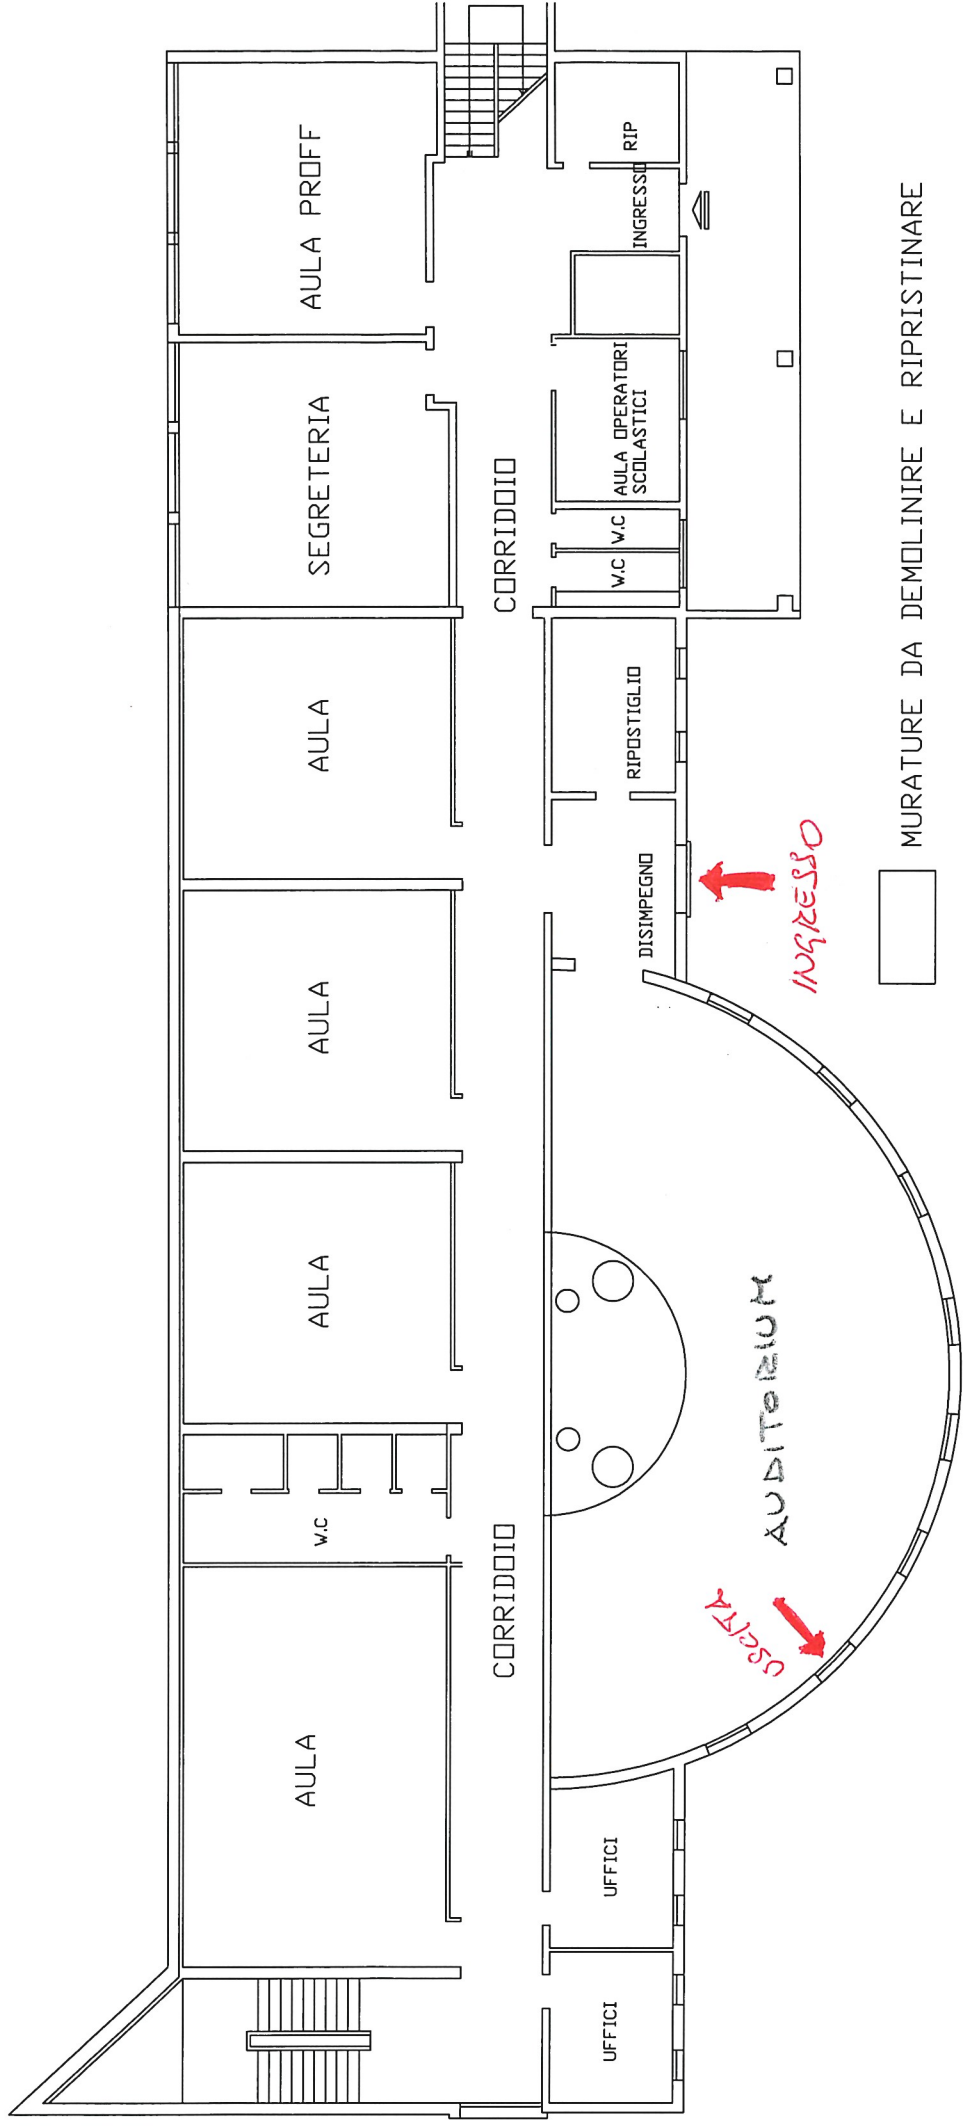 AULA PROFF
SEGRETERIA
AULA
AULA
AULA
W.C
AULA
CORRIDOIO
CORRIDOIO
RIP
INGRESSO
AULA OPERATORI
SCOLASTICI
W.C
W.C
RIPOSTIGLIO
DISIMPEGNO
INGRESSO
AUDITORIUM
USCITA
UFFICI
UFFICI
MURATURE DA DEMOLINIRE E RIPRISTINARE